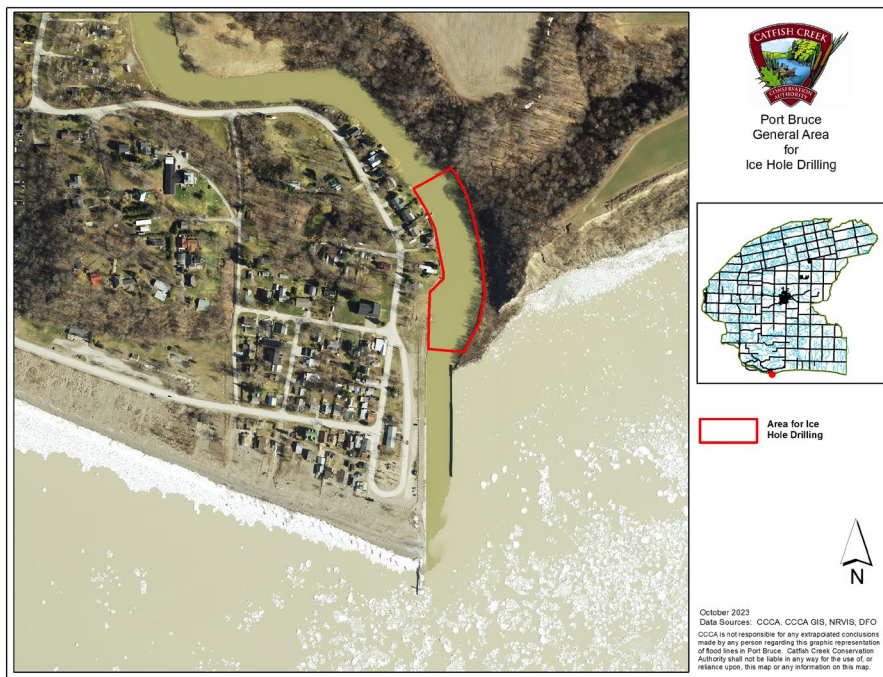 CATFISH CREEK
CONSERVATION
AUTHORITY
Port Bruce
General Area
for
Ice Hole Drilling
Area for Ice
Hole Drilling
N
October 2023
Data Sources: CCCA, CCCA GIS, NRVIS, DFO
CCCA is not responsible for any extrapolated conclusions
made by any person regarding this graphic representation
of flood lines in Port Bruce. Catfish Creek Conservation
Authority shall not be liable in any way for the use of, or
reliance upon, this map or any information on this map.